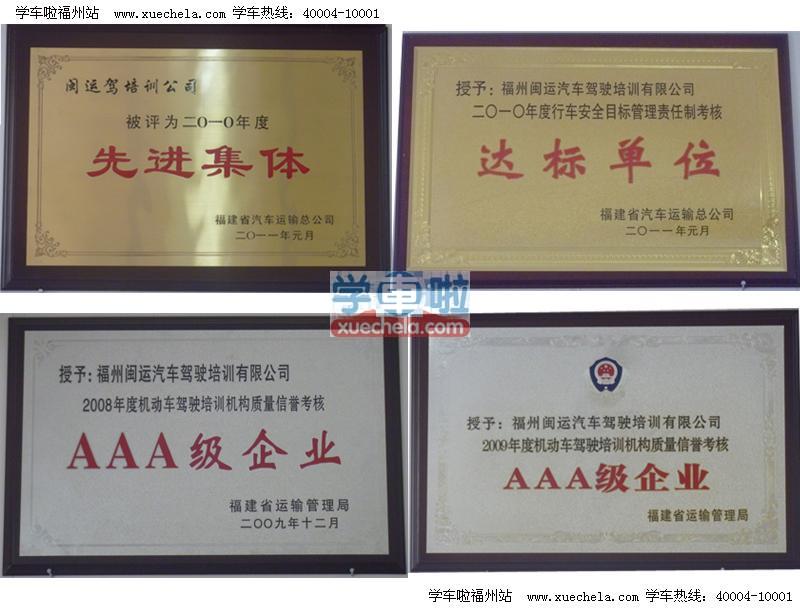 学车啦福州站 www.xuechela.com 学车热线：40004-10001
闽运驾培训公司
被评为二〇一〇年度
先进集体
福建省汽车运输总公司
二〇一一年元月
授予：福州闽运汽车驾驶培训有限公司
二〇一〇年度行车安全目标管理责任制考核
达标单位
福建省汽车运输总公司
二〇一一年元月
学车啦
xuechela.com
授予：福州闽运汽车驾驶培训有限公司
2008年度机动车驾驶培训机构质量信誉考核
AAA级企业
福建省运输管理局
二〇〇九年十二月
授予：福州闽运汽车驾驶培训有限公司
2009年度机动车驾驶培训机构质量信誉考核
AAA级企业
福建省运输管理局
学车啦福州站 www.xuechela.com 学车热线：40004-10001